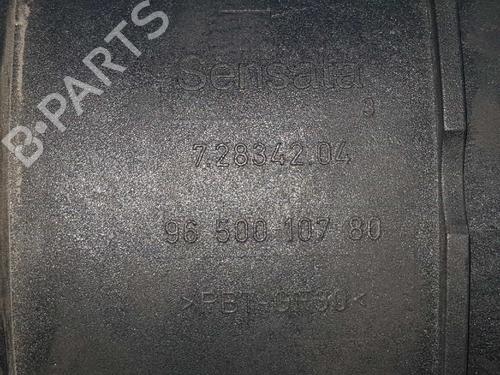 B-PARTS
Sensata
3
7.28342.04
96 500 107 80
>PBT-GF30<